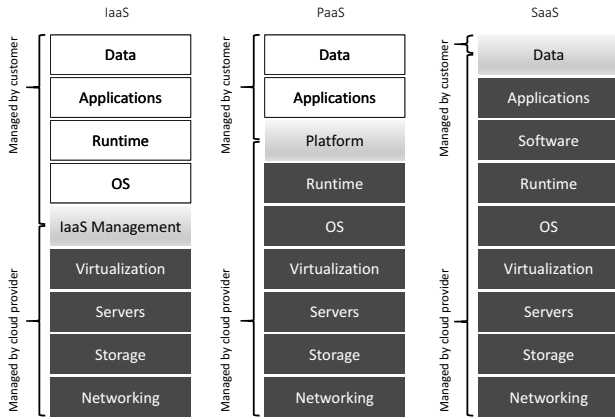 IaaS
Managed by customer
Data
Applications
Runtime
OS
IaaS Management
Managed by cloud provider
Virtualization
Servers
Storage
Networking
PaaS
Managed by customer
Data
Applications
Platform
Managed by cloud provider
Runtime
OS
Virtualization
Servers
Storage
Networking
SaaS
Managed by customer
Data
Managed by cloud provider
Applications
Software
Runtime
OS
Virtualization
Servers
Storage
Networking